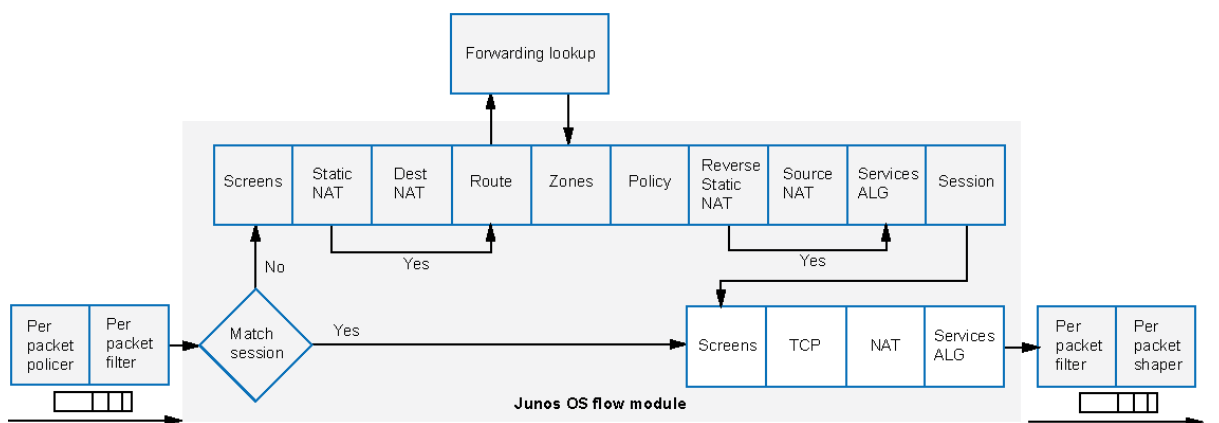 Forwarding lookup
Screens
Static
NAT
Dest
NAT
Route
Zones
Policy
Reverse
Static
NAT
Source
NAT
Services
ALG
Session
Yes
Yes
No
Per
packet
policer
Per
packet
filter
Match
session
Yes
Screens
TCP
NAT
Services
ALG
Per
packet
filter
Per
packet
shaper
Junos OS flow module